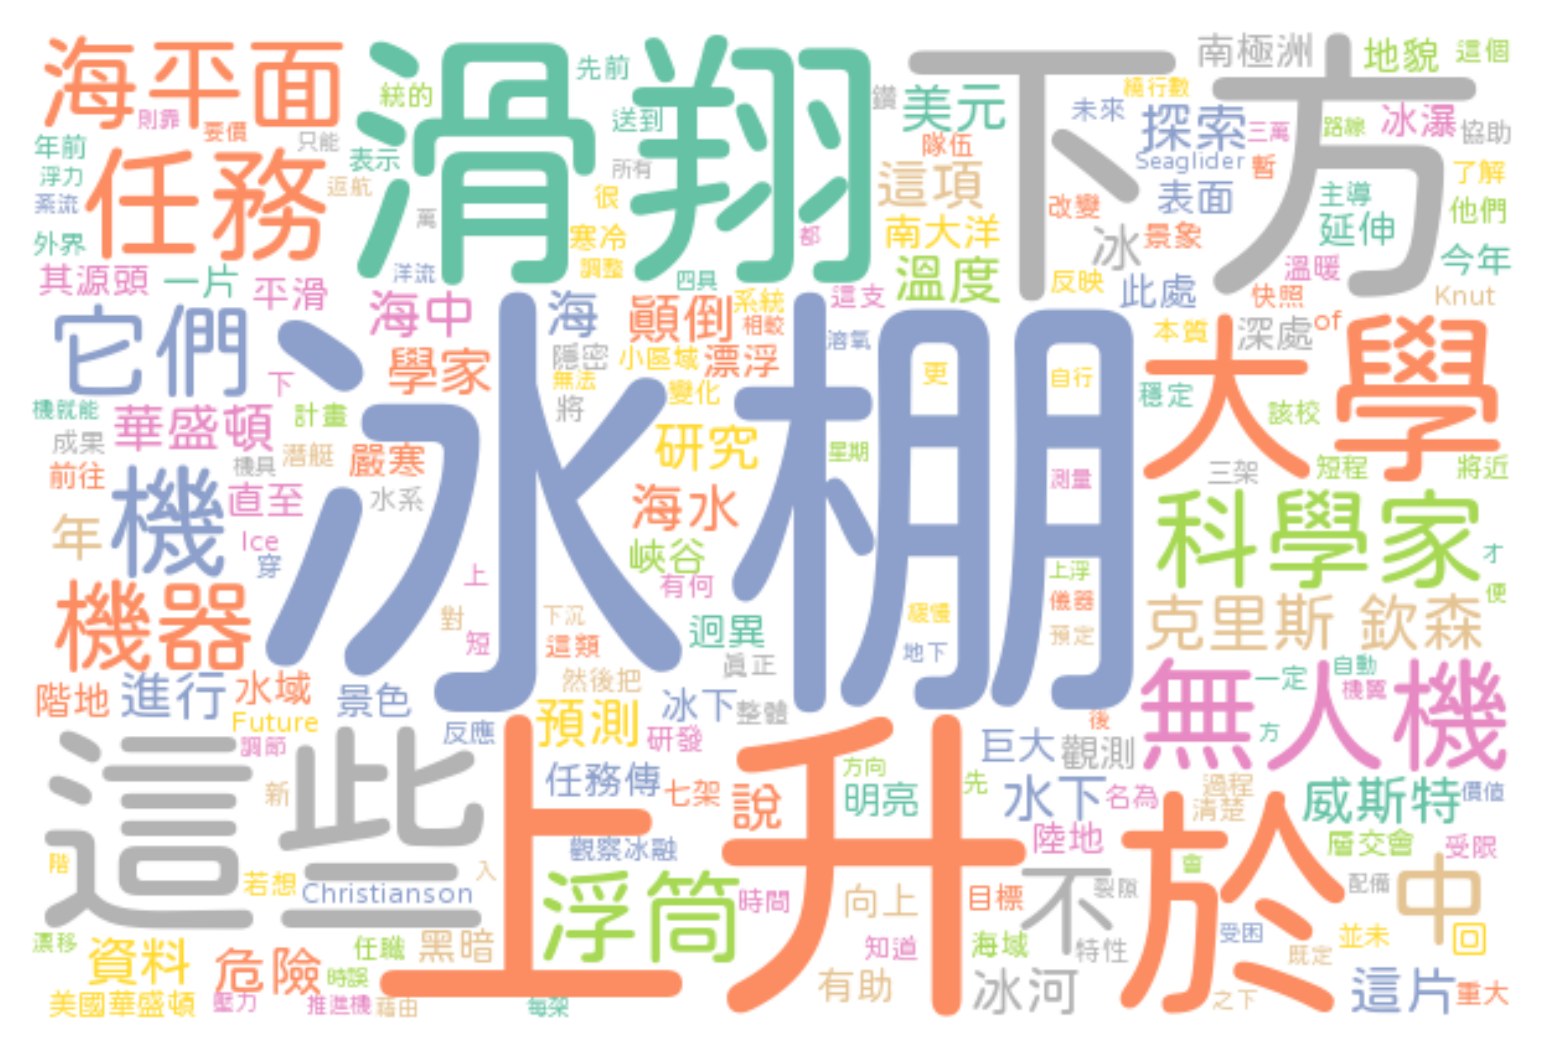 海平面
滑翔
下方
南極洲
地貌
這個
先前
統的
則靠
要價
只能
送到
鑽
美元
繞行數
未來
探索
三萬
路線
冰瀑
協助
年前
任務
表示
所有
隊伍
Seaglider
暫
了解
浮力
返航
很
這項
改變
表面
主導
他們
紊流
萬
外界
寒冷
都
南大洋
冰
景象
延伸
今年
其源頭
一片
平滑
洋流
調整
四具
溫度
反映
此處
溫暖
快照
Knut
它們
海中
海
顛倒
系統
這支
相較
溶氧
本質
深處
of
大學
學家
隱密
小區域
漂浮
冰棚
下
無法
變化
更
自行
穩定
該校
機就能
華盛頓
計畫
將
成果
潛艇
嚴寒
研究
星期
測量
三架
短程
將近
前往
機具
機
直至
水系
海水
科學家
年
Ice
穿
峽谷
上
有何
上浮
才
機器
對
下沉
緩慢
儀器
便
短
這類
迥異
地下
預定
克里斯
欽森
真正
然後把
階地
進行
水域
景色
冰下
整體
一定
自動
無人機
機翼
Future
反應
預測
研發
後
方
調節
巨大
觀測
這些
上升
任務傳
七架
說
方向
明亮
先
水下
名為
過程
清楚
威斯特
價值
新
觀察冰融
陸地
於
層交會
受限
階
若想
Christianson
入
浮筒
時間
向上
目標
不
裂隙
會
配備
中
漂移
資料
危險
任職
時誤
黑暗
知道
海域
特性
受困
既定
並未
回
美國華盛頓
壓力
推進機
藉由
每架
有助
冰河
之下
這片
重大